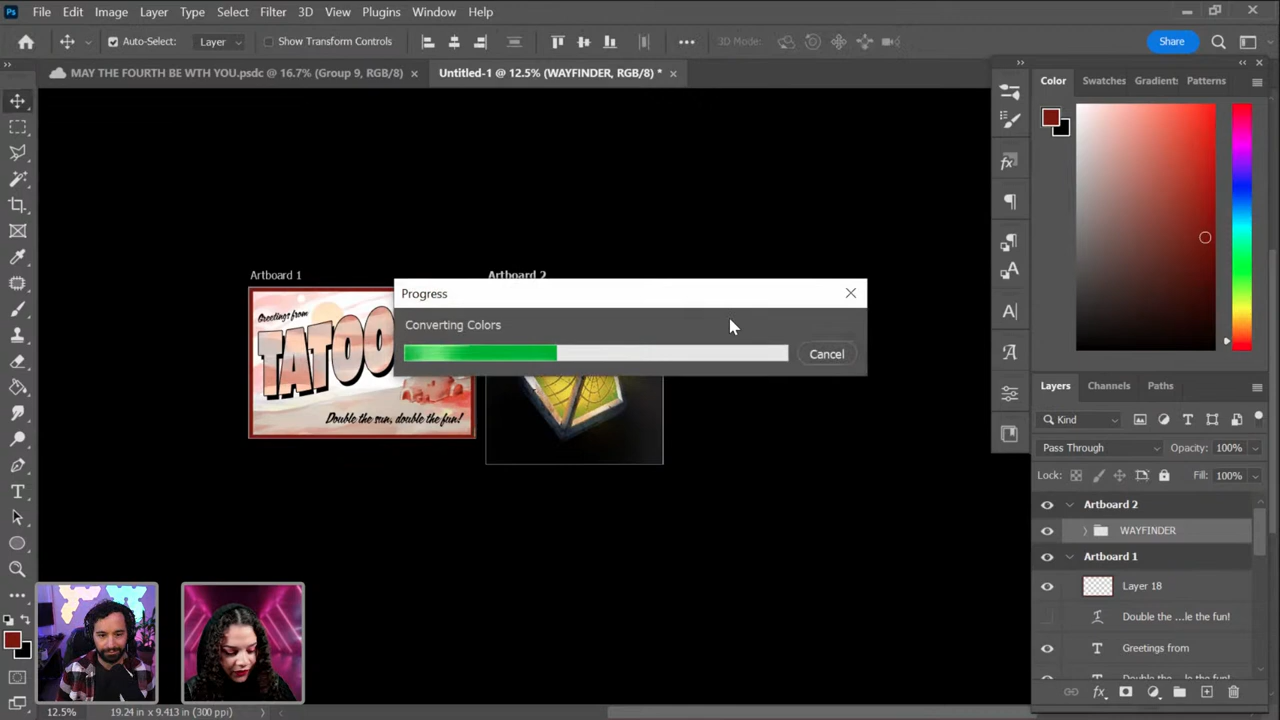 Ps File Edit Image Layer Type Select Filter 3D View Plugins Window Help
Auto-Select: Layer Show Transform Controls 3D Mode: Share
MAY THE FOURTH BE WTH YOU.psdc @ 16.7% (Group 9, RGB/8) × Untitled-1 @ 12.5% (WAYFINDER, RGB/8) * ×
Color Swatches Gradient Patterns
Artboard 1 Artboard 2
Progress
Greetings from
TATOO
Converting Colors
Cancel
Double the sun, double the fun!
Layers Channels Paths
Kind
Pass Through Opacity: 100%
Lock: Fill: 100%
Artboard 2
WAYFINDER
Artboard 1
Layer 18
Double the ...le the fun!
Greetings from
12.5% 19.24 in x 9.413 in (300 ppi)